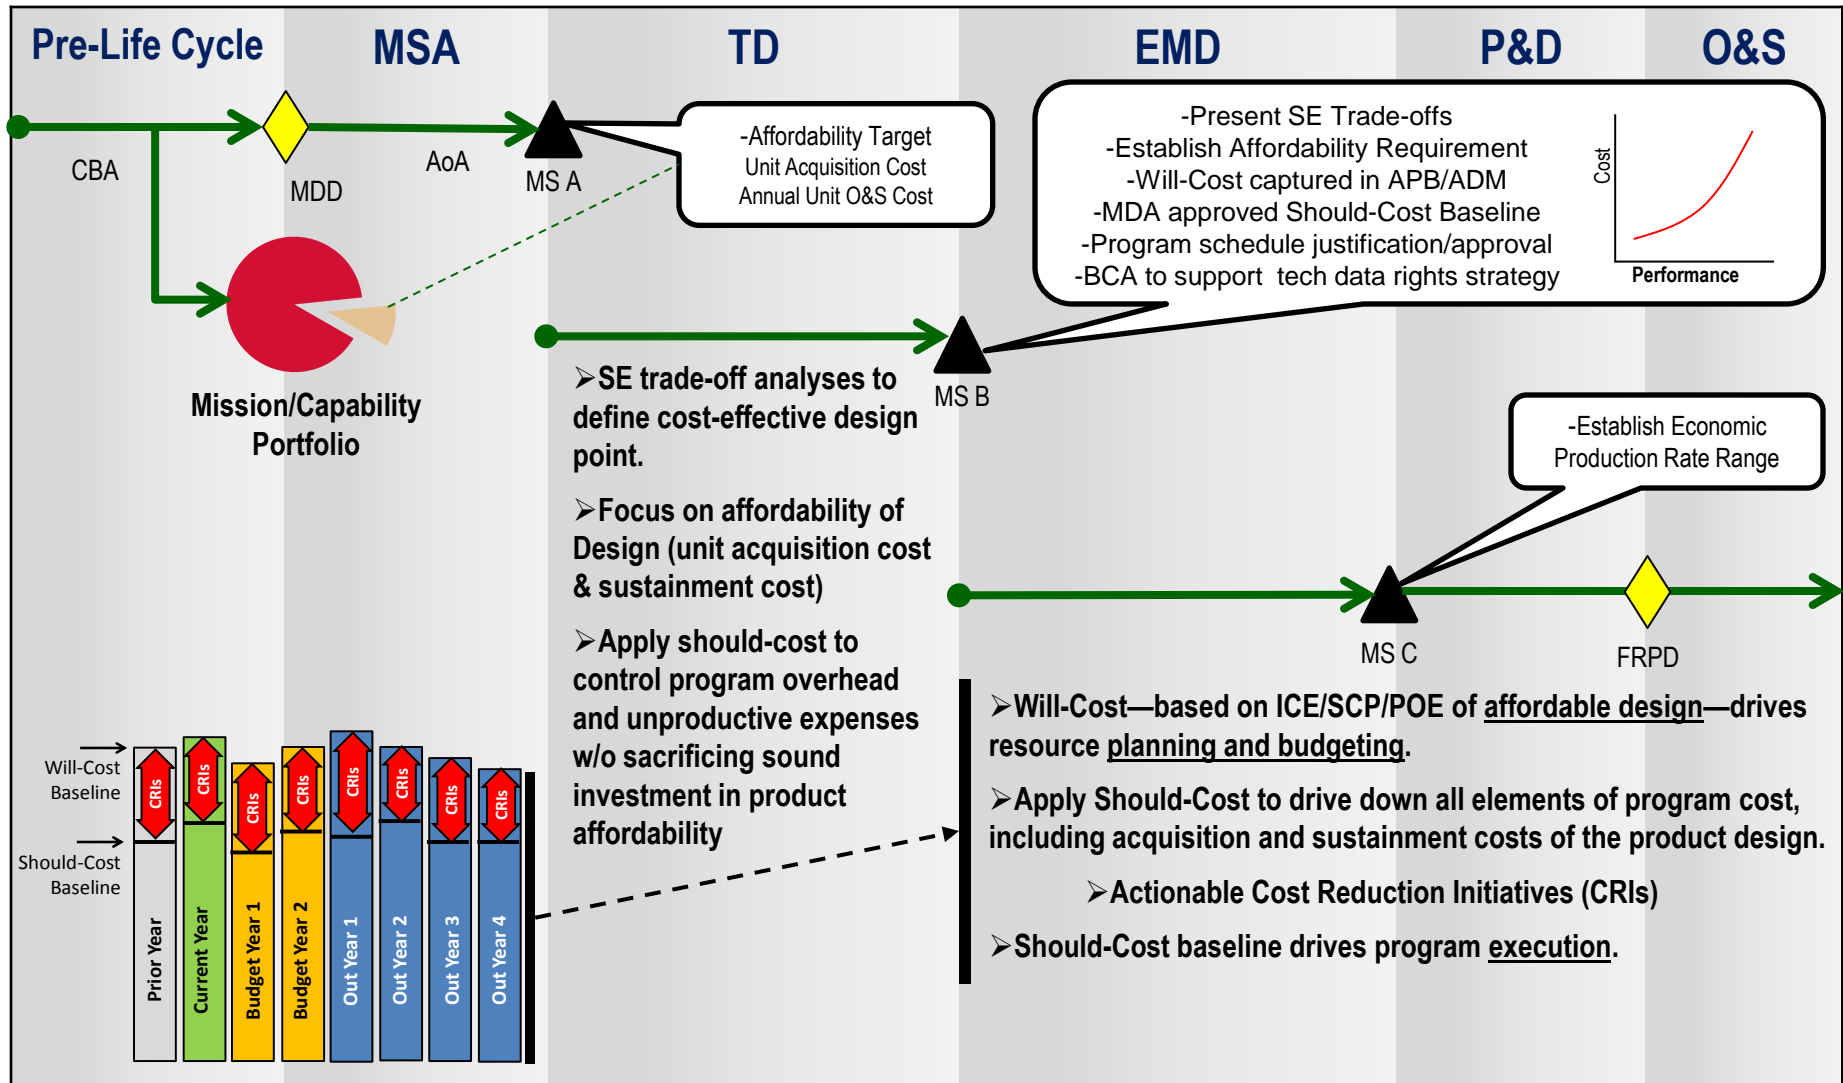 Pre-Life Cycle
MSA
TD
EMD
P&D
O&S
CBA
MDD
AoA
MS A
-Affordability Target
Unit Acquisition Cost
Annual Unit O&S Cost
-Present SE Trade-offs
-Establish Affordability Requirement
-Will-Cost captured in APB/ADM
-MDA approved Should-Cost Baseline
-Program schedule justification/approval
-BCA to support tech data rights strategy
Cost
Performance
Mission/Capability
Portfolio
MS B
➢SE trade-off analyses to
define cost-effective design
point.
➢Focus on affordability of
Design (unit acquisition cost
& sustainment cost)
➢Apply should-cost to
control program overhead
and unproductive expenses
w/o sacrificing sound
investment in product
affordability
-Establish Economic
Production Rate Range
MS C
FRPD
➢Will-Cost—based on ICE/SCP/POE of affordable design—drives
resource planning and budgeting.
➢Apply Should-Cost to drive down all elements of program cost,
including acquisition and sustainment costs of the product design.
➢Actionable Cost Reduction Initiatives (CRIs)
➢Should-Cost baseline drives program execution.
Will-Cost
Baseline
Should-Cost
Baseline
CRIs
CRIs
CRIs
CRIs
CRIs
CRIs
CRIs
CRIs
Prior Year
Current Year
Budget Year 1
Budget Year 2
Out Year 1
Out Year 2
Out Year 3
Out Year 4